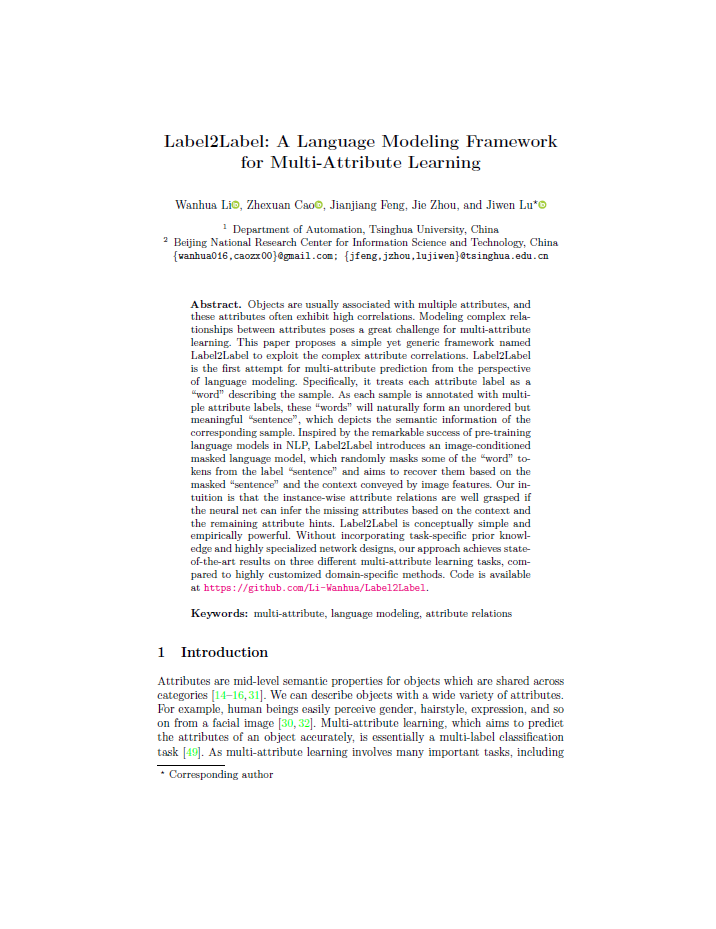 Label2Label: A Language Modeling Framework
for Multi-Attribute Learning
Wanhua Li, Zhexuan Cao, Jianjiang Feng, Jie Zhou, and Jiwen Lu*
1 Department of Automation, Tsinghua University, China
2 Beijing National Research Center for Information Science and Technology, China
{wanhua016,caozx00}@gmail.com; {jfeng,jzhou,lujiwen}@tsinghua.edu.cn
Abstract. Objects are usually associated with multiple attributes, and
these attributes often exhibit high correlations. Modeling complex rela-
tionships between attributes poses a great challenge for multi-attribute
learning. This paper proposes a simple yet generic framework named
Label2Label to exploit the complex attribute correlations. Label2Label
is the first attempt for multi-attribute prediction from the perspective
of language modeling. Specifically, it treats each attribute label as a
“word” describing the sample. As each sample is annotated with multi-
ple attribute labels, these “words” will naturally form an unordered but
meaningful “sentence”, which depicts the semantic information of the
corresponding sample. Inspired by the remarkable success of pre-training
language models in NLP, Label2Label introduces an image-conditioned
masked language model, which randomly masks some of the “word” to-
kens from the label “sentence” and aims to recover them based on the
masked “sentence” and the context conveyed by image features. Our in-
tuition is that the instance-wise attribute relations are well grasped if
the neural net can infer the missing attributes based on the context and
the remaining attribute hints. Label2Label is conceptually simple and
empirically powerful. Without incorporating task-specific prior knowl-
edge and highly specialized network designs, our approach achieves state-
of-the-art results on three different multi-attribute learning tasks, com-
pared to highly customized domain-specific methods. Code is available
at https://github.com/Li-Wanhua/Label2Label.
Keywords: multi-attribute, language modeling, attribute relations
1 Introduction
Attributes are mid-level semantic properties for objects which are shared across
categories [14–16,31]. We can describe objects with a wide variety of attributes.
For example, human beings easily perceive gender, hairstyle, expression, and so
on from a facial image [30, 32]. Multi-attribute learning, which aims to predict
the attributes of an object accurately, is essentially a multi-label classification
task [49]. As multi-attribute learning involves many important tasks, including
* Corresponding author